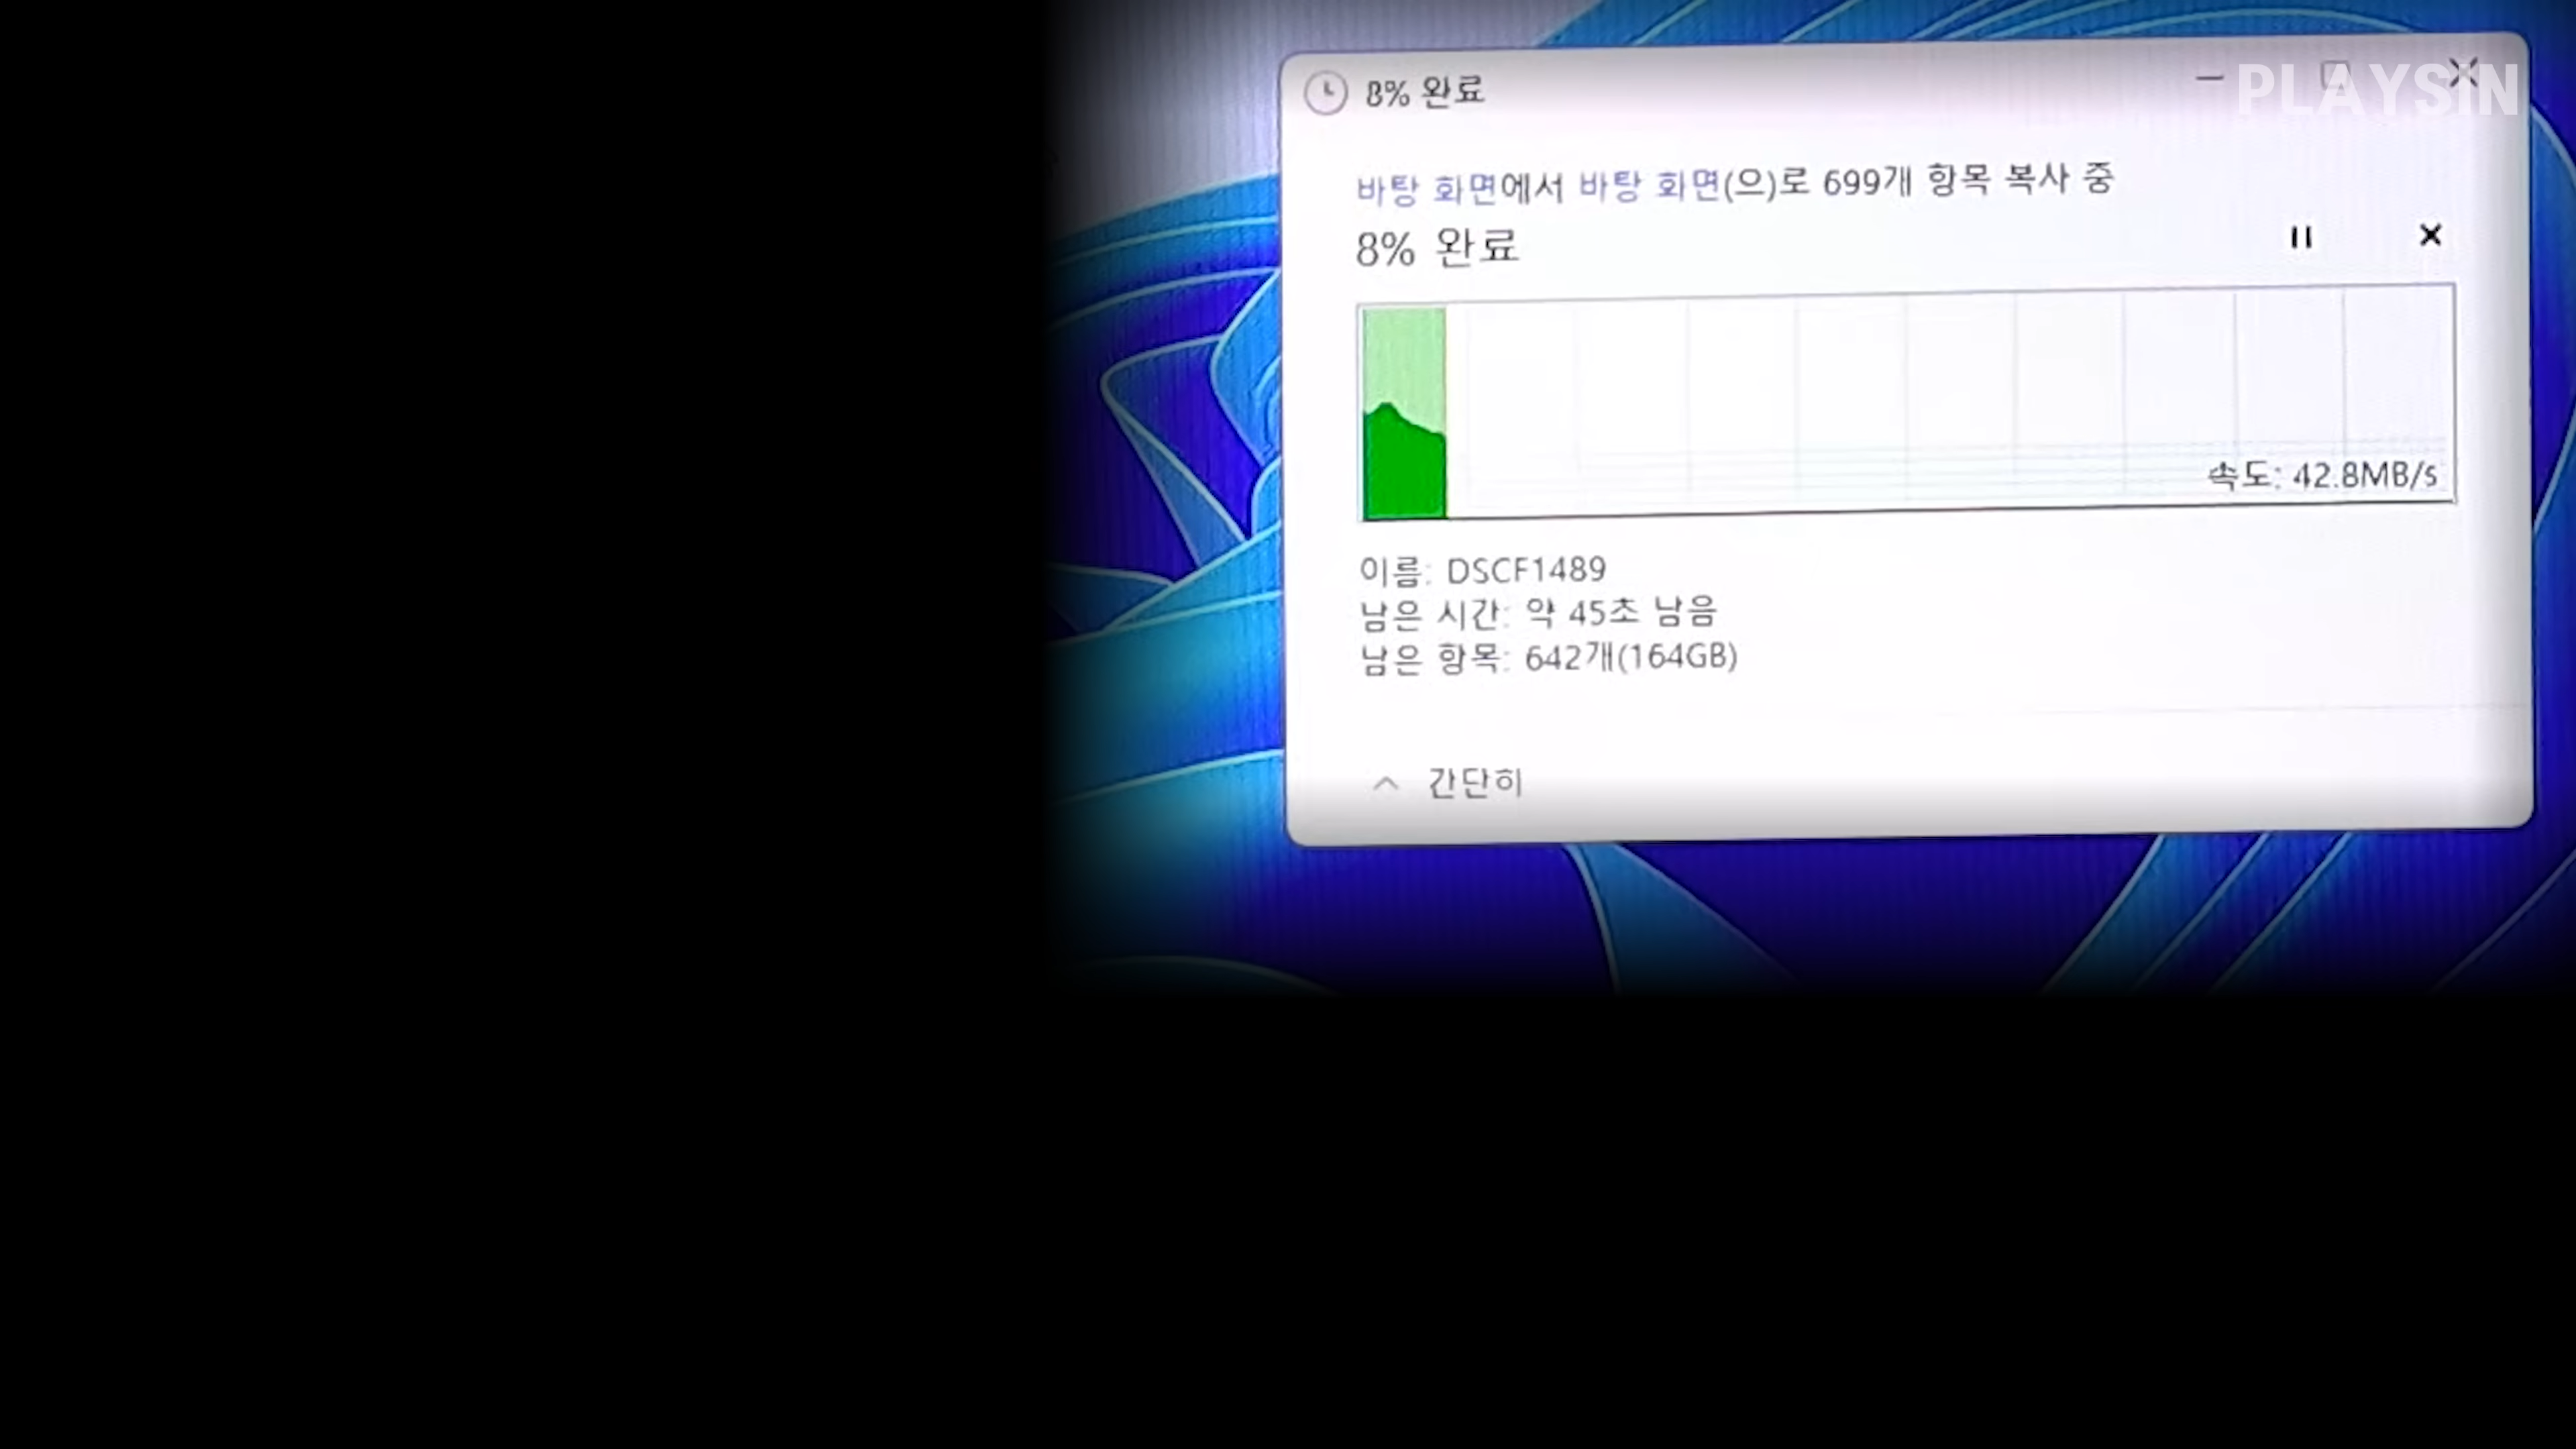 8% 완료
PLAYSIN
바탕 화면에서 바탕 화면(으)로 699개 항목 복사 중
8% 완료
속도: 42.8MB/s
이름: DSCF1489
남은 시간: 약 45초 남음
남은 항목: 642개(164GB)
간단히